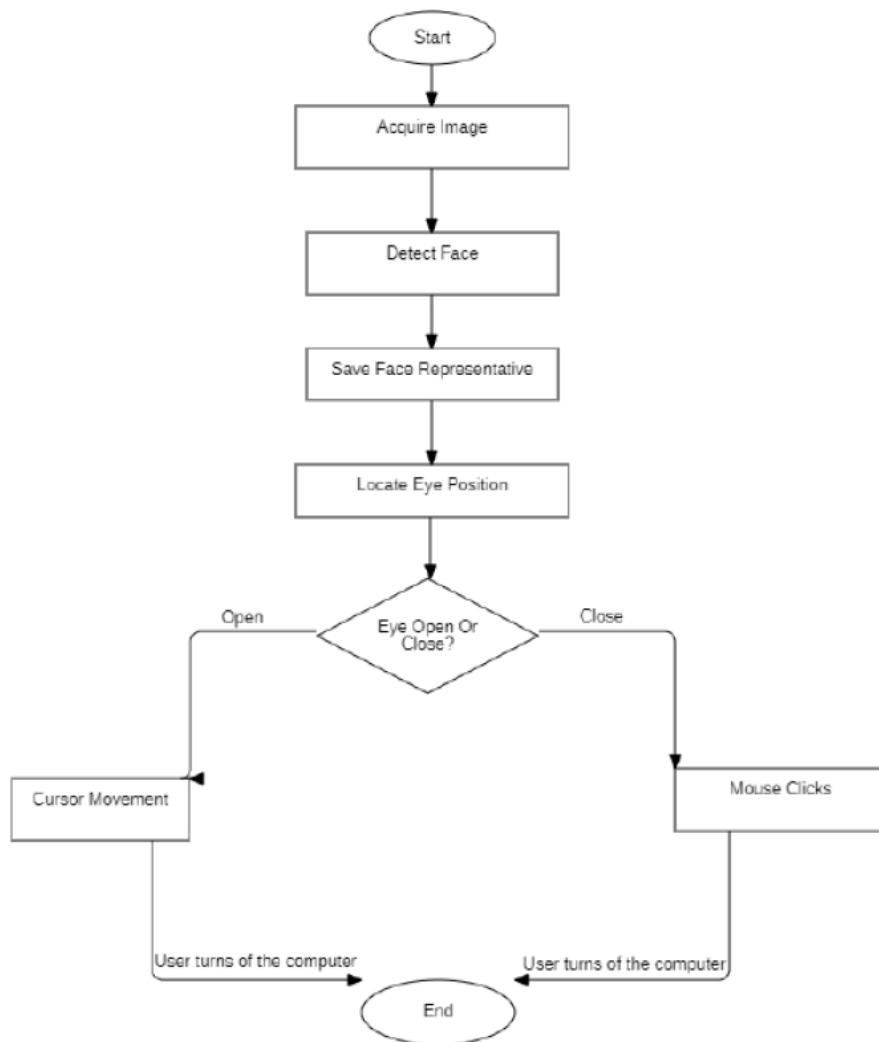 Start
Acquire Image
Detect Face
Save Face Representative
Locate Eye Position
Eye Open Or
Close?
Open
Close
Cursor Movement
Mouse Clicks
User turns of the computer
User turns of the computer
End